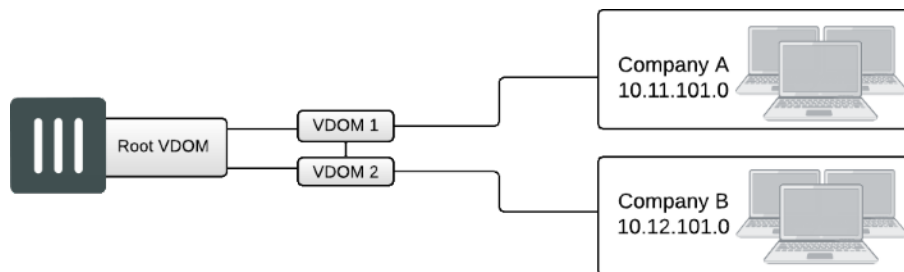 Root VDOM
VDOM 1
VDOM 2
Company A
10.11.101.0
Company B
10.12.101.0